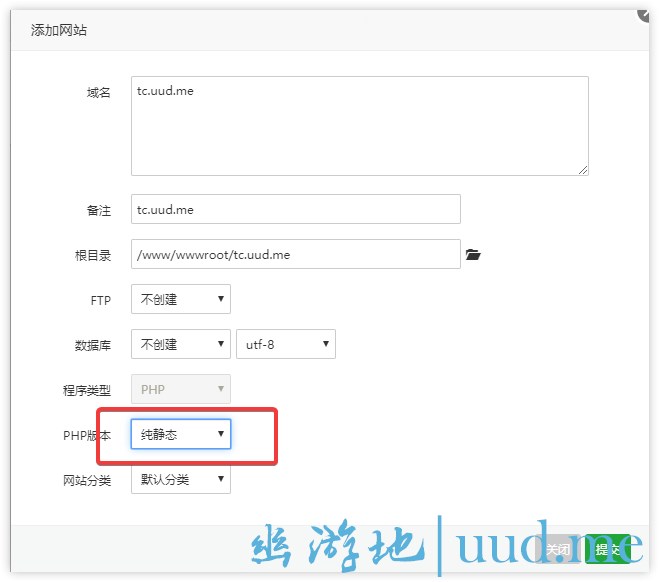 添加网站
域名 tc.uud.me
备注 tc.uud.me
根目录 /www/wwwroot/tc.uud.me
FTP 不创建
数据库 不创建 utf-8
程序类型 PHP
PHP版本 纯静态
网站分类 默认分类
关闭 提交
幽游地 uud.me